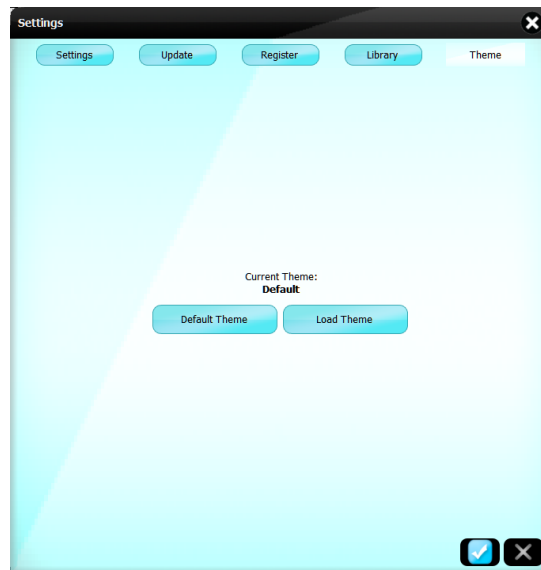 Settings
Settings Update Register Library Theme
Current Theme:
Default
Default Theme Load Theme